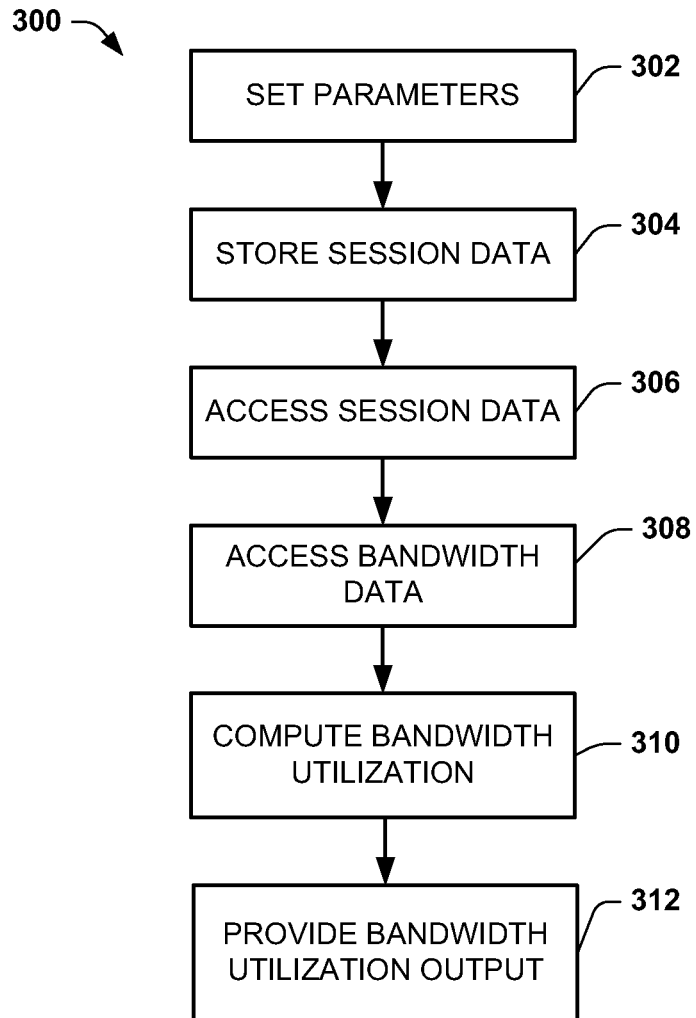 300
SET PARAMETERS
302
STORE SESSION DATA
304
ACCESS SESSION DATA
306
ACCESS BANDWIDTH
DATA
308
COMPUTE BANDWIDTH
UTILIZATION
310
PROVIDE BANDWIDTH
UTILIZATION OUTPUT
312